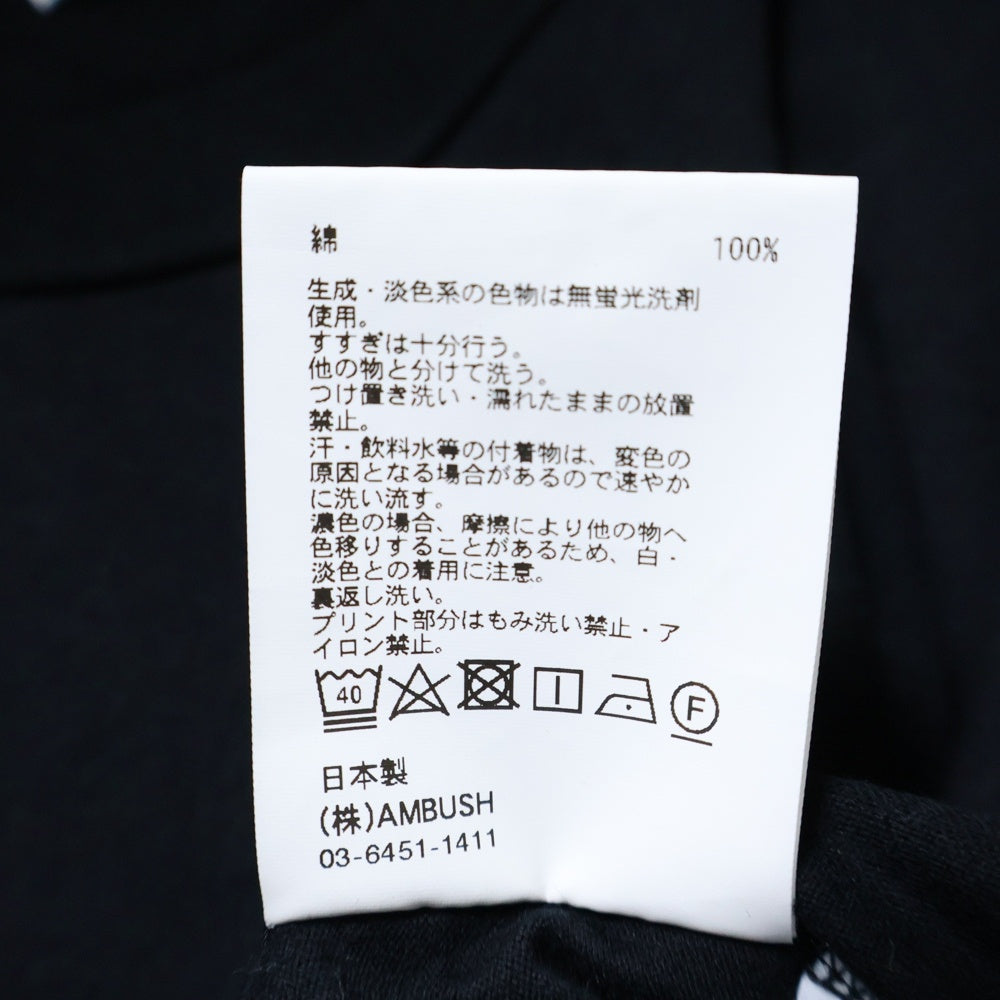 綿 100%
生成・淡色系の色物は無蛍光洗剤
使用。
すすぎは十分行う。
他の物と分けて洗う。
つけ置き洗い・濡れたままの放置
禁止。
汗・飲料水等の付着物は、変色の
原因となる場合があるので速やか
に洗い流す。
濃色の場合、摩擦により他の物へ
色移りすることがあるため、白・
淡色との着用に注意。
裏返し洗い。
プリント部分はもみ洗い禁止・ア
イロン禁止。
40
F
日本製
(株)AMBUSH
03-6451-1411